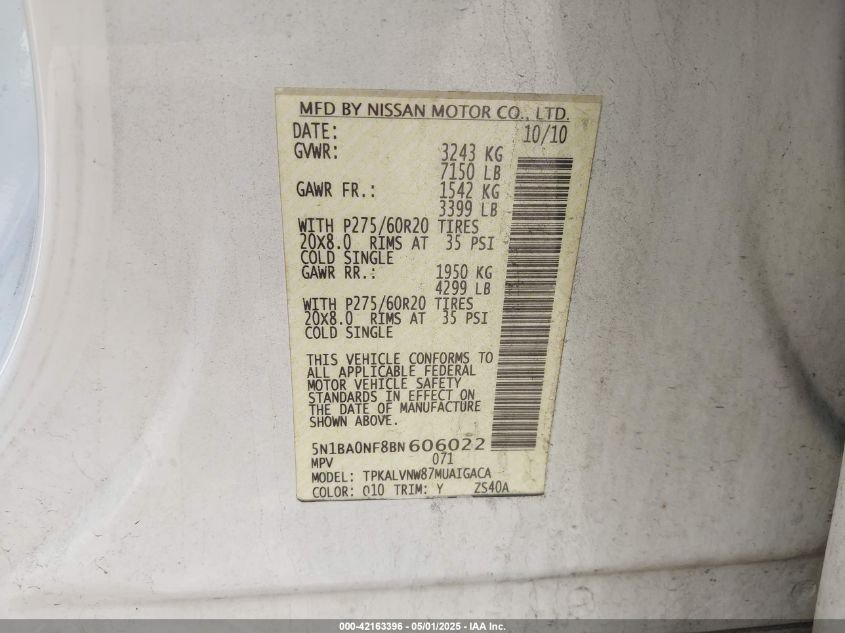 MFD BY NISSAN MOTOR CO., LTD.
DATE: 10/10
GVWR: 3243 KG
7150 LB
GAWR FR.: 1542 KG
3399 LB
WITH P275/60R20 TIRES
20X8.0 RIMS AT 35 PSI
COLD SINGLE
GAWR RR.: 1950 KG
4299 LB
WITH P275/60R20 TIRES
20X8.0 RIMS AT 35 PSI
COLD SINGLE
THIS VEHICLE CONFORMS TO
ALL APPLICABLE FEDERAL
MOTOR VEHICLE SAFETY
STANDARDS IN EFFECT ON
THE DATE OF MANUFACTURE
SHOWN ABOVE.
5N1BA0NF8BN606022
MPV 071
MODEL: TPKALVNW87MUAIGACA
COLOR: 010 TRIM: Y ZS40A
000-42163396 - 05/01/2025 - IAA Inc.